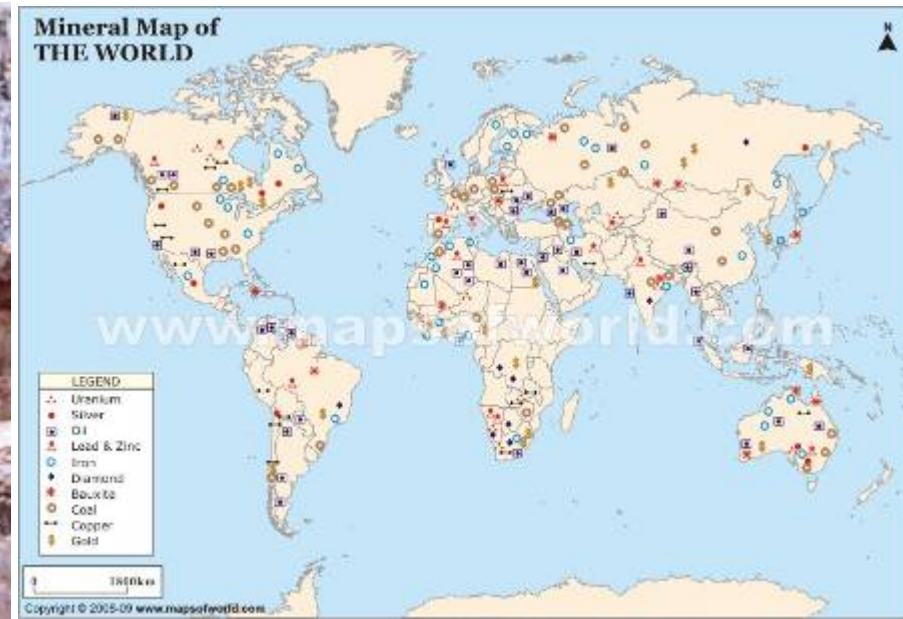 Mineral Map of
THE WORLD
N
www.mapsofworld.com
LEGEND
Uranium
Silver
Oil
Lead & Zinc
Iron
Diamond
Bauxite
Coal
Copper
Gold
0 1800km
Copyright © 2008-09 www.mapsofworld.com